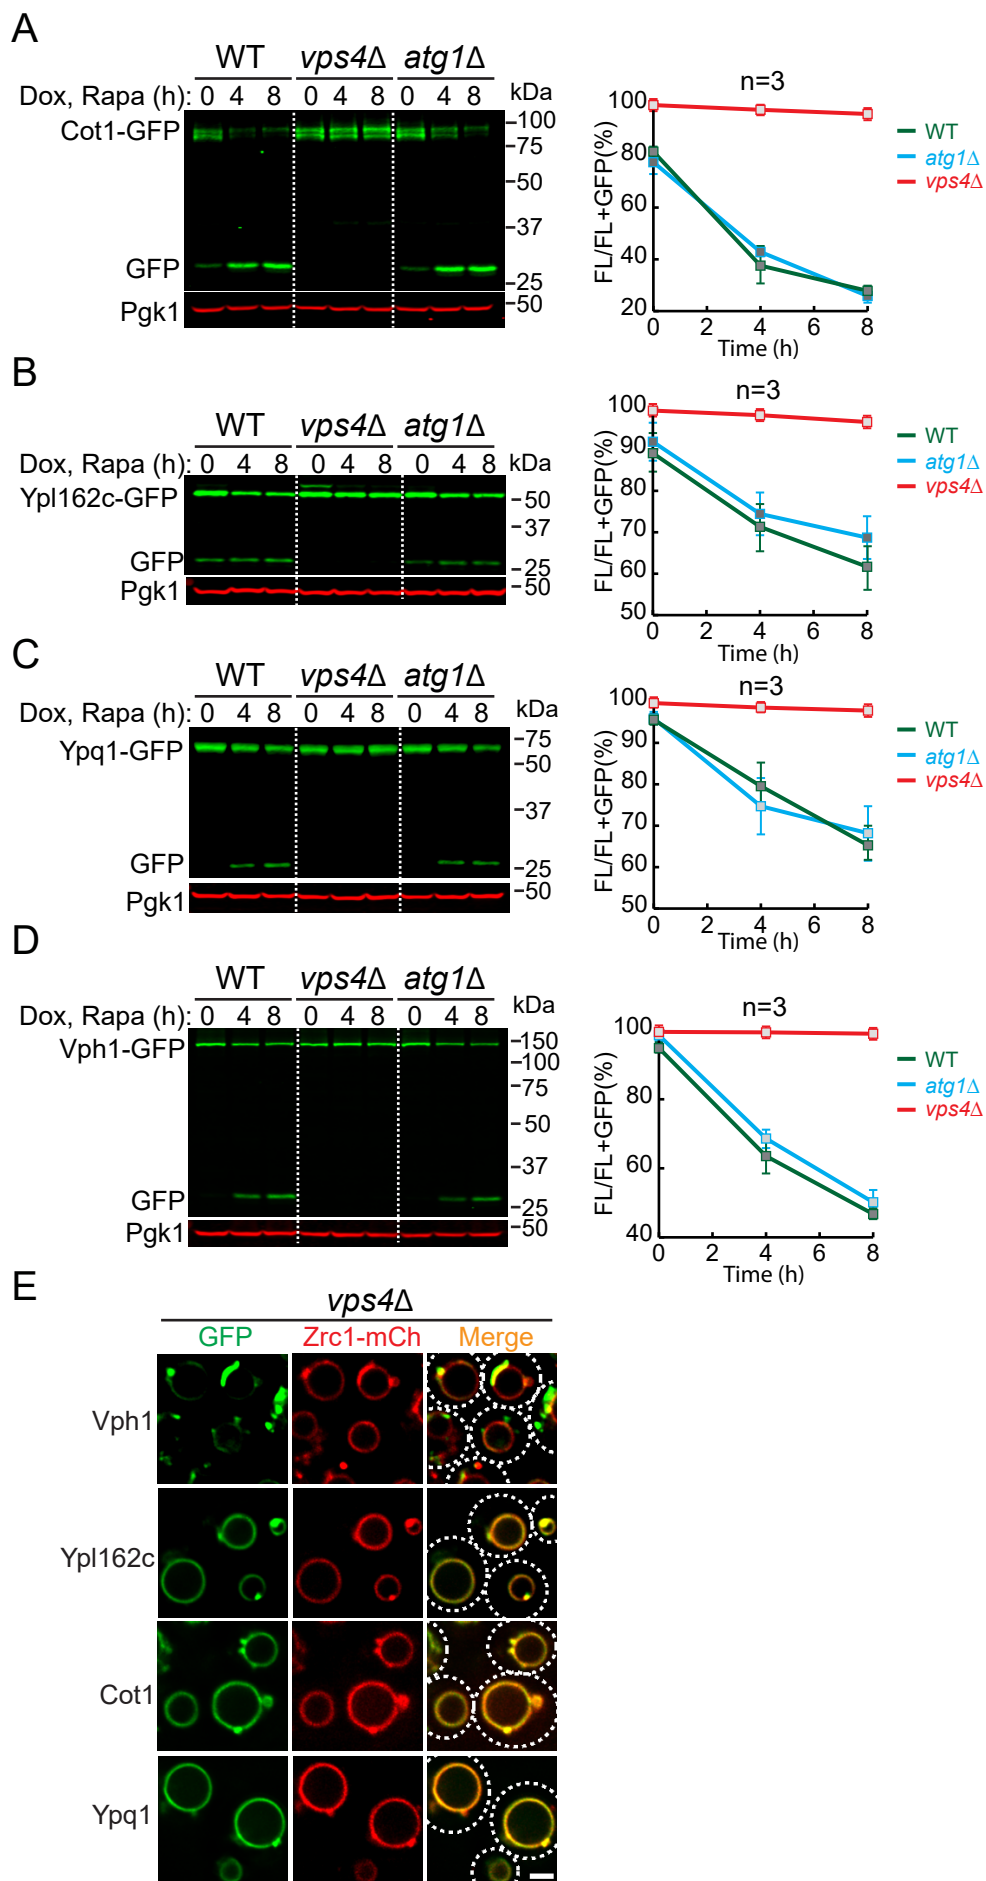 A
WT vps4Δ atg1Δ
Dox, Rapa (h): 0 4 8 0 4 8 0 4 8 kDa
Cot1-GFP
-100
-75
-50
-37
GFP
-25
Pgk1
-50
n=3
100
80
60
40
20
FL/FL+GFP(%)
0 2 4 6 8
Time (h)
WT
atg1Δ
vps4Δ
B
WT vps4Δ atg1Δ
Dox, Rapa (h): 0 4 8 0 4 8 0 4 8 kDa
Ypl162c-GFP
-50
-37
GFP
-25
Pgk1
-50
n=3
100
90
80
70
60
50
FL/FL+GFP(%)
0 2 4 6 8
Time (h)
WT
atg1Δ
vps4Δ
C
WT vps4Δ atg1Δ
Dox, Rapa (h): 0 4 8 0 4 8 0 4 8 kDa
Ypq1-GFP
-75
-50
-37
GFP
-25
Pgk1
-50
n=3
100
90
80
70
60
50
FL/FL+GFP(%)
0 2 4 6 8
Time (h)
WT
atg1Δ
vps4Δ
D
WT vps4Δ atg1Δ
Dox, Rapa (h): 0 4 8 0 4 8 0 4 8 kDa
Vph1-GFP
-150
-100
-75
-50
-37
GFP
-25
Pgk1
-50
n=3
100
80
60
40
FL/FL+GFP(%)
0 2 4 6 8
Time (h)
WT
atg1Δ
vps4Δ
E
vps4Δ
GFP Zrc1-mCh Merge
Vph1
Ypl162c
Cot1
Ypq1